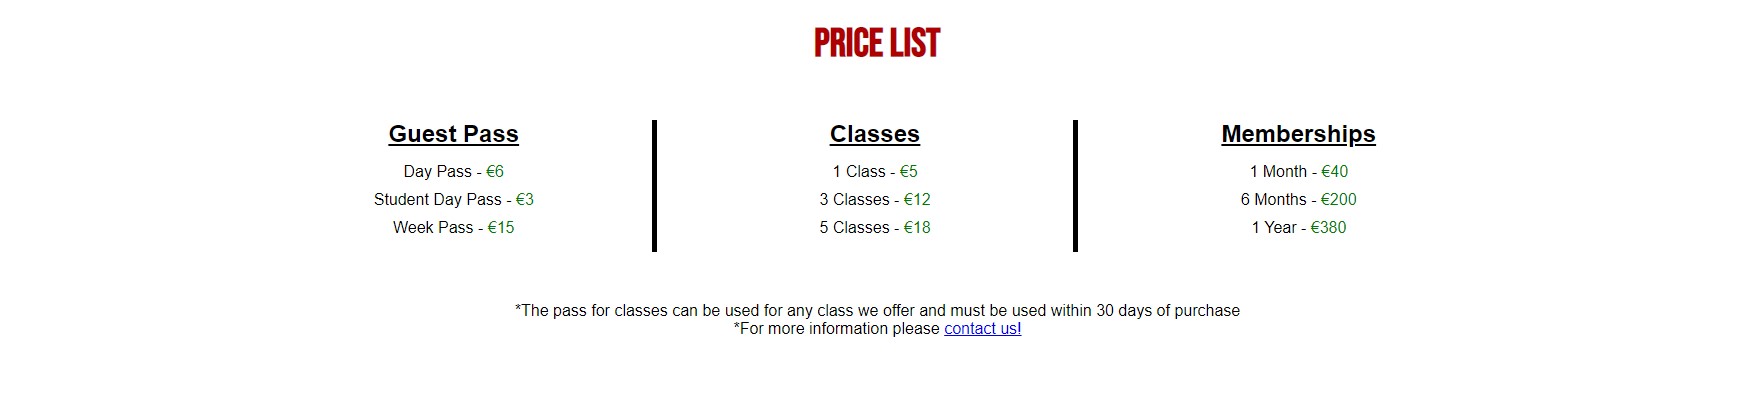 PRICE LIST
Guest Pass
Day Pass - €6
Student Day Pass - €3
Week Pass - €15
Classes
1 Class - €5
3 Classes - €12
5 Classes - €18
Memberships
1 Month - €40
6 Months - €200
1 Year - €380
*The pass for classes can be used for any class we offer and must be used within 30 days of purchase
*For more information please contact us!